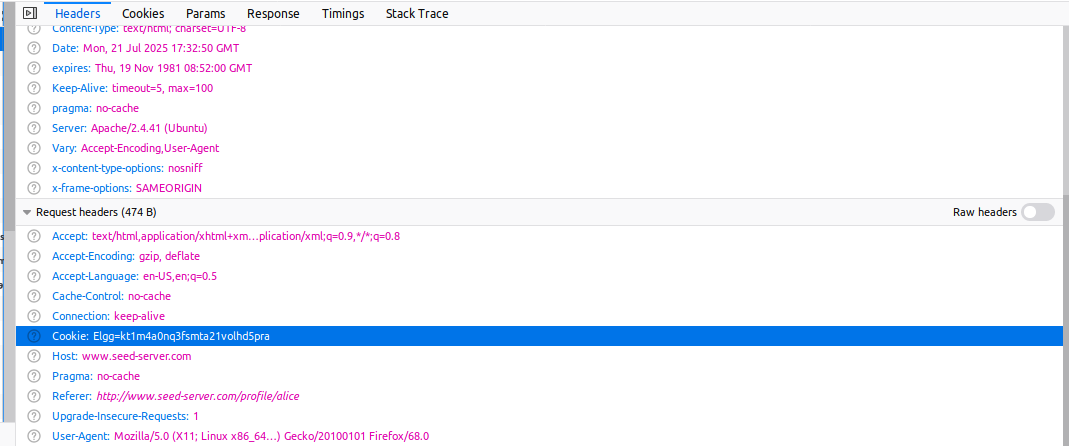 Headers Cookies Params Response Timings Stack Trace
Content-Type: text/html; charset=UTF-8
Date: Mon, 21 Jul 2025 17:32:50 GMT
expires: Thu, 19 Nov 1981 08:52:00 GMT
Keep-Alive: timeout=5, max=100
pragma: no-cache
Server: Apache/2.4.41 (Ubuntu)
Vary: Accept-Encoding,User-Agent
x-content-type-options: nosniff
x-frame-options: SAMEORIGIN
Request headers (474 B) Raw headers
Accept: text/html,application/xhtml+xm…plication/xml;q=0.9,*/*;q=0.8
Accept-Encoding: gzip, deflate
Accept-Language: en-US,en;q=0.5
Cache-Control: no-cache
Connection: keep-alive
Cookie: Elgg=kt1m4a0nq3fsmta21volhd5pra
Host: www.seed-server.com
Pragma: no-cache
Referer: http://www.seed-server.com/profile/alice
Upgrade-Insecure-Requests: 1
User-Agent: Mozilla/5.0 (X11; Linux x86_64…) Gecko/20100101 Firefox/68.0